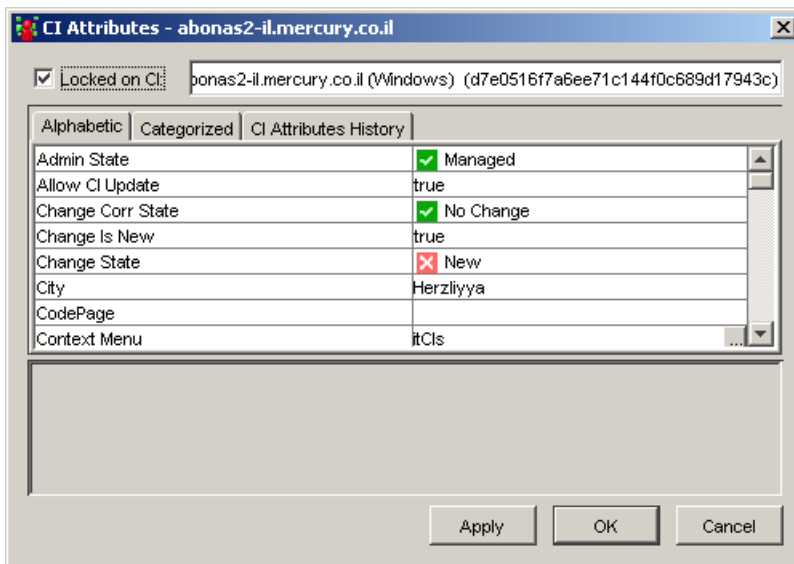 CI Attributes - abonas2-il.mercury.co.il
Locked on CI: bonas2-il.mercury.co.il (Windows) (d7e0516f7a6ee71c144f0c689d17943c)
Alphabetic Categorized CI Attributes History
Admin State Managed
Allow CI Update true
Change Corr State No Change
Change Is New true
Change State New
City Herzliyya
CodePage
Context Menu itCIs ...
Apply OK Cancel